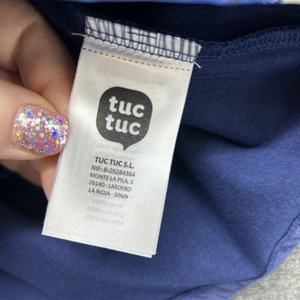 tuc
tuc
TUC TUC S.L.
NIF: B-26284364
MONTE LA PILA, 5
26140 - LARDERO
LA RIOJA - SPAIN